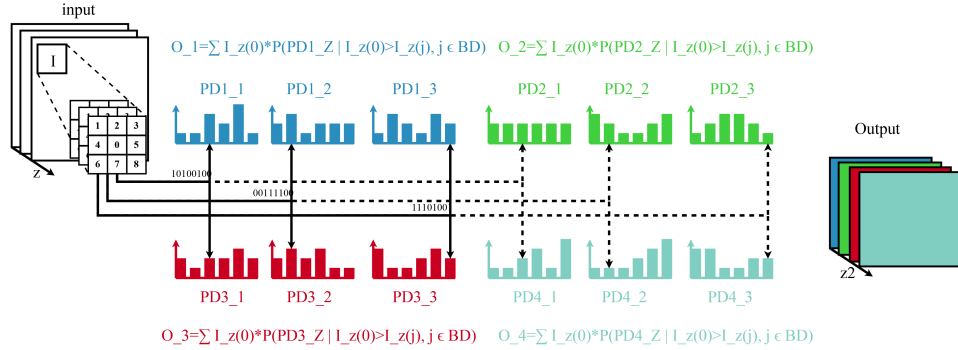 input
O_1=∑ I_z(0)*P(PD1_Z | I_z(0)>I_z(j), j ϵ BD)
O_2=∑ I_z(0)*P(PD2_Z | I_z(0)>I_z(j), j ϵ BD)
I
PD1_1
PD1_2
PD1_3
PD2_1
PD2_2
PD2_3
1 2 3
4 0 5
6 7 8
z
Output
10100100
00111100
1110100
z2
PD3_1
PD3_2
PD3_3
PD4_1
PD4_2
PD4_3
O_3=∑ I_z(0)*P(PD3_Z | I_z(0)>I_z(j), j ϵ BD)
O_4=∑ I_z(0)*P(PD4_Z | I_z(0)>I_z(j), j ϵ BD)